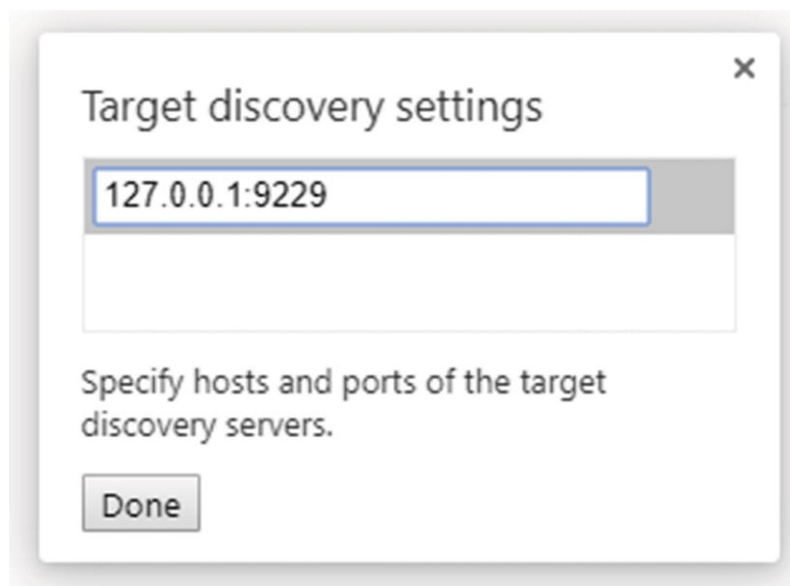 Target discovery settings
127.0.0.1:9229
Specify hosts and ports of the target
discovery servers.
Done